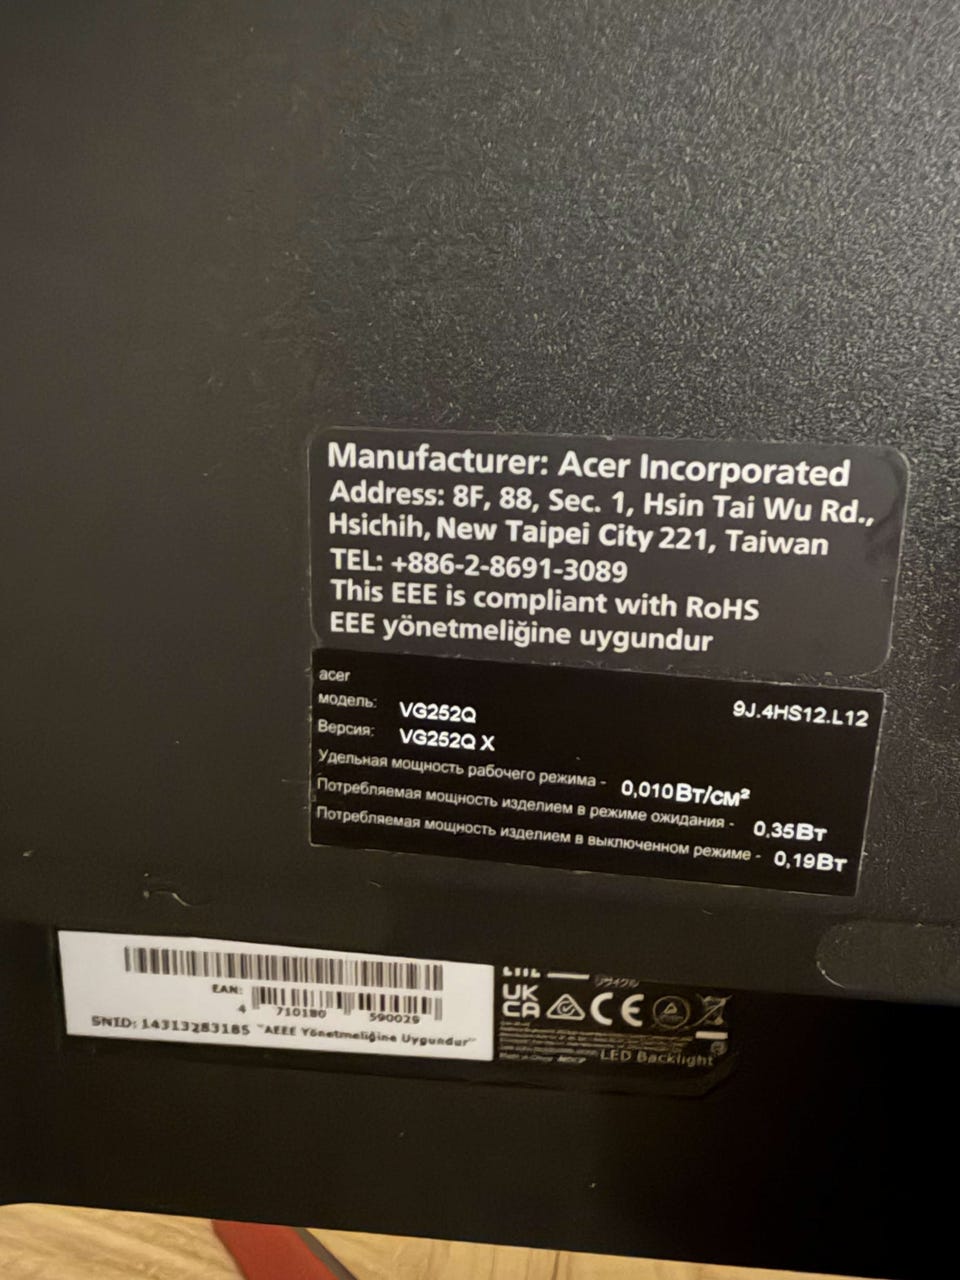 Manufacturer: Acer Incorporated
Address: 8F, 88, Sec. 1, Hsin Tai Wu Rd.,
Hsichih, New Taipei City 221, Taiwan
TEL: +886-2-8691-3089
This EEE is compliant with RoHS
EEE yönetmeliğine uygundur
acer
модель: VG252Q 9J.4HS12.L12
Версия: VG252Q X
Удельная мощность рабочего режима - 0,010Вт/см²
Потребляемая мощность изделием в режиме ожидания - 0,35Вт
Потребляемая мощность изделием в выключенном режиме - 0,19Вт
EAN:
4 710180 590029
SNID: 14313283185 "AEEE Yönetmeliğine Uygundur"
UK
CA CE
LED Backlight